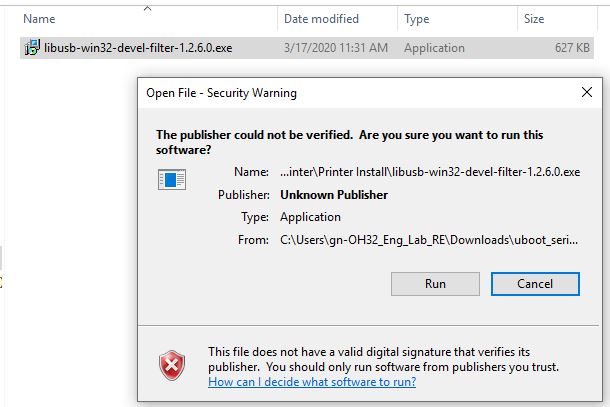 Name Date modified Type Size
libusb-win32-devel-filter-1.2.6.0.exe 3/17/2020 11:31 AM Application 627 KB
Open File - Security Warning
The publisher could not be verified. Are you sure you want to run this
software?
Name: ...inter\Printer Install\libusb-win32-devel-filter-1.2.6.0.exe
Publisher: Unknown Publisher
Type: Application
From: C:\Users\gn-OH32_Eng_Lab_RE\Downloads\uboot_seri...
Run Cancel
This file does not have a valid digital signature that verifies its
publisher. You should only run software from publishers you trust.
How can I decide what software to run?